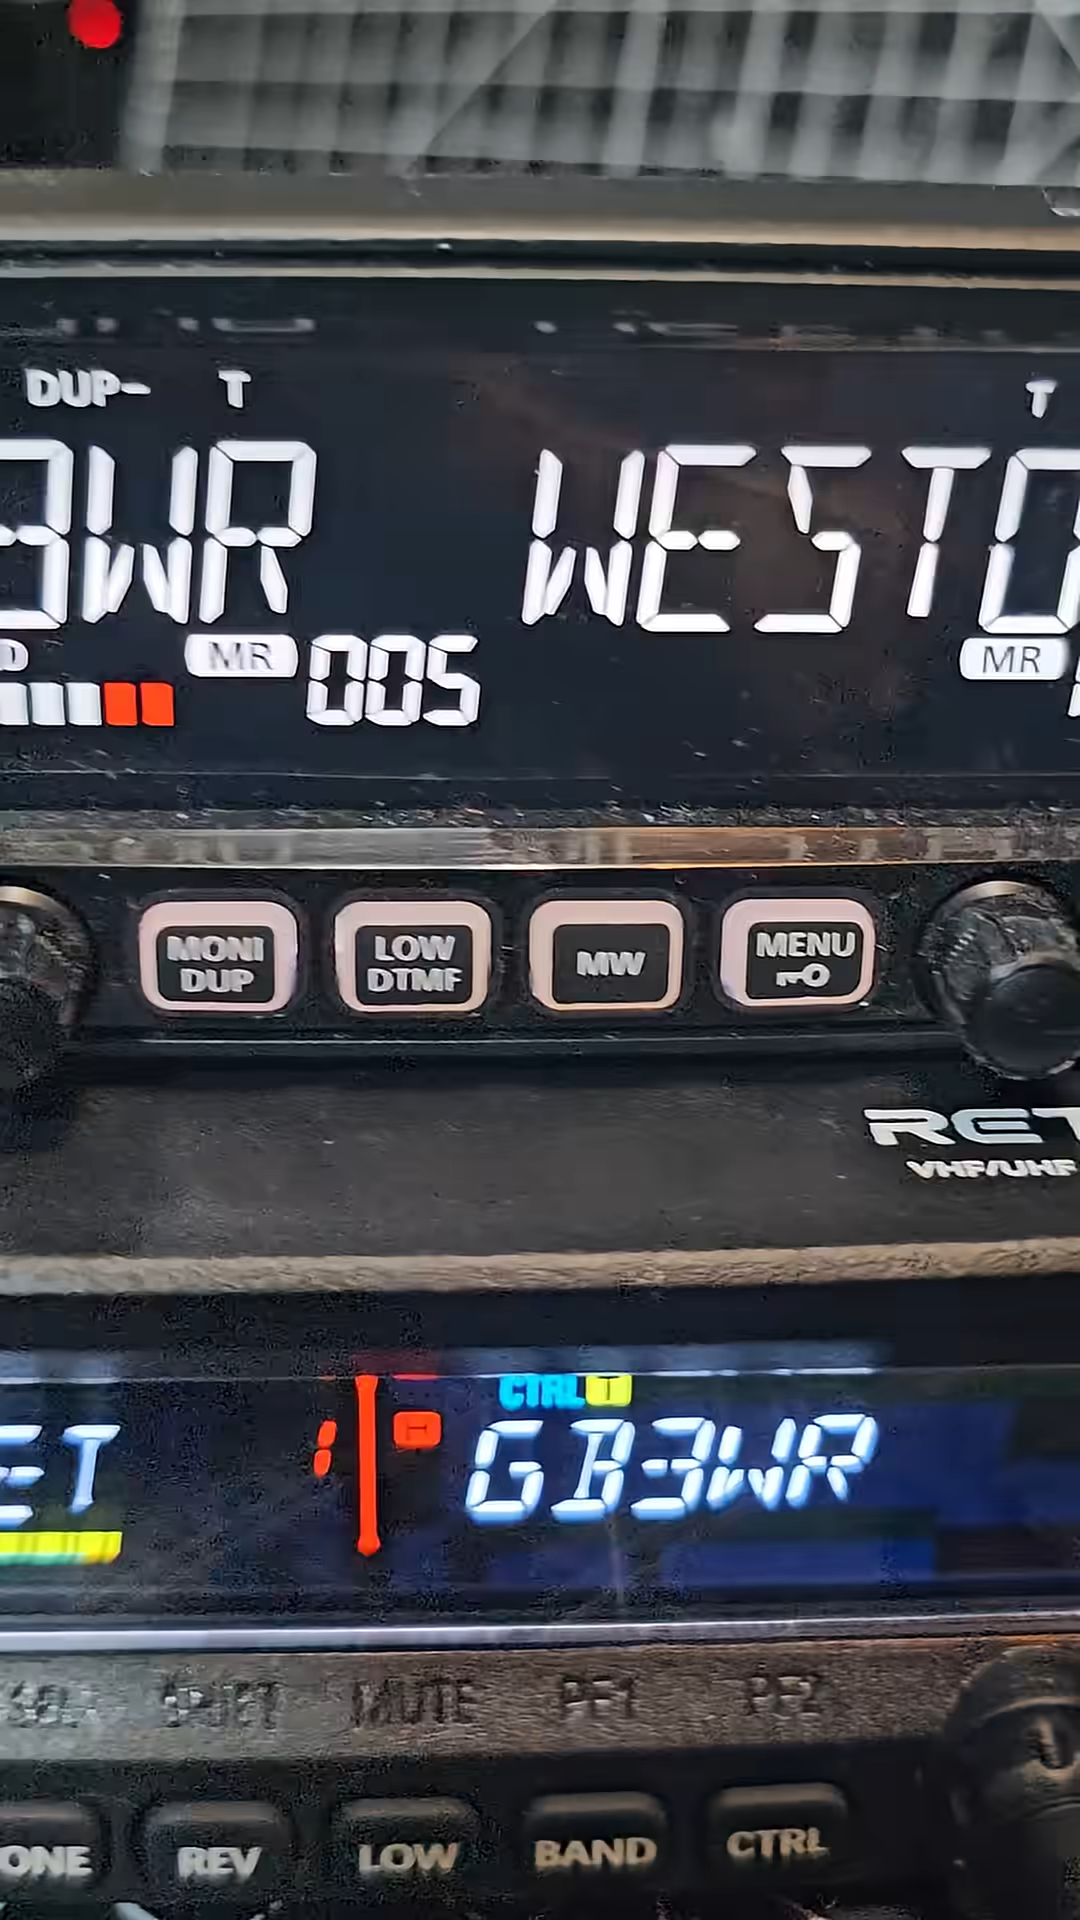 DUP- T T
3WR WESTO
MR 005 MR
MONI DUP LOW DTMF MW MENU
RET
VHF/UHF
CTRL T
ET H GB3WR
SHIFT MUTE PF1 PF2
ONE REV LOW BAND CTRL